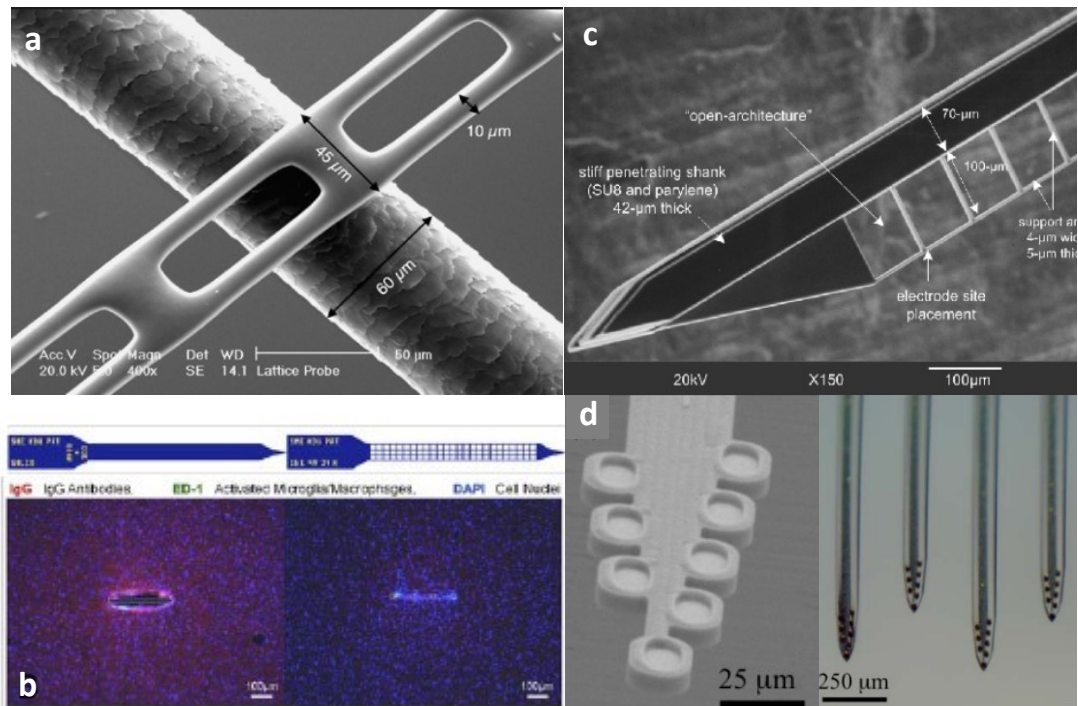 a
10 µm
45 µm
60 µm
Acc.V Spot Magn Det WD 50 µm
20.0 kV 5.0 400x SE 14.1 Lattice Probe
c
"open-architecture"
70-µm
100-µm
stiff penetrating shank
(SU8 and parylene)
42-µm thick
support ar
4-µm wid
5-µm thic
electrode site
placement
20kV X150 100µm
IgG IgG Antibodies, ED-1 Activated Microglia/Macrophages, DAPI Cell Nuclei
b
100µm
100µm
d
25 µm
250 µm